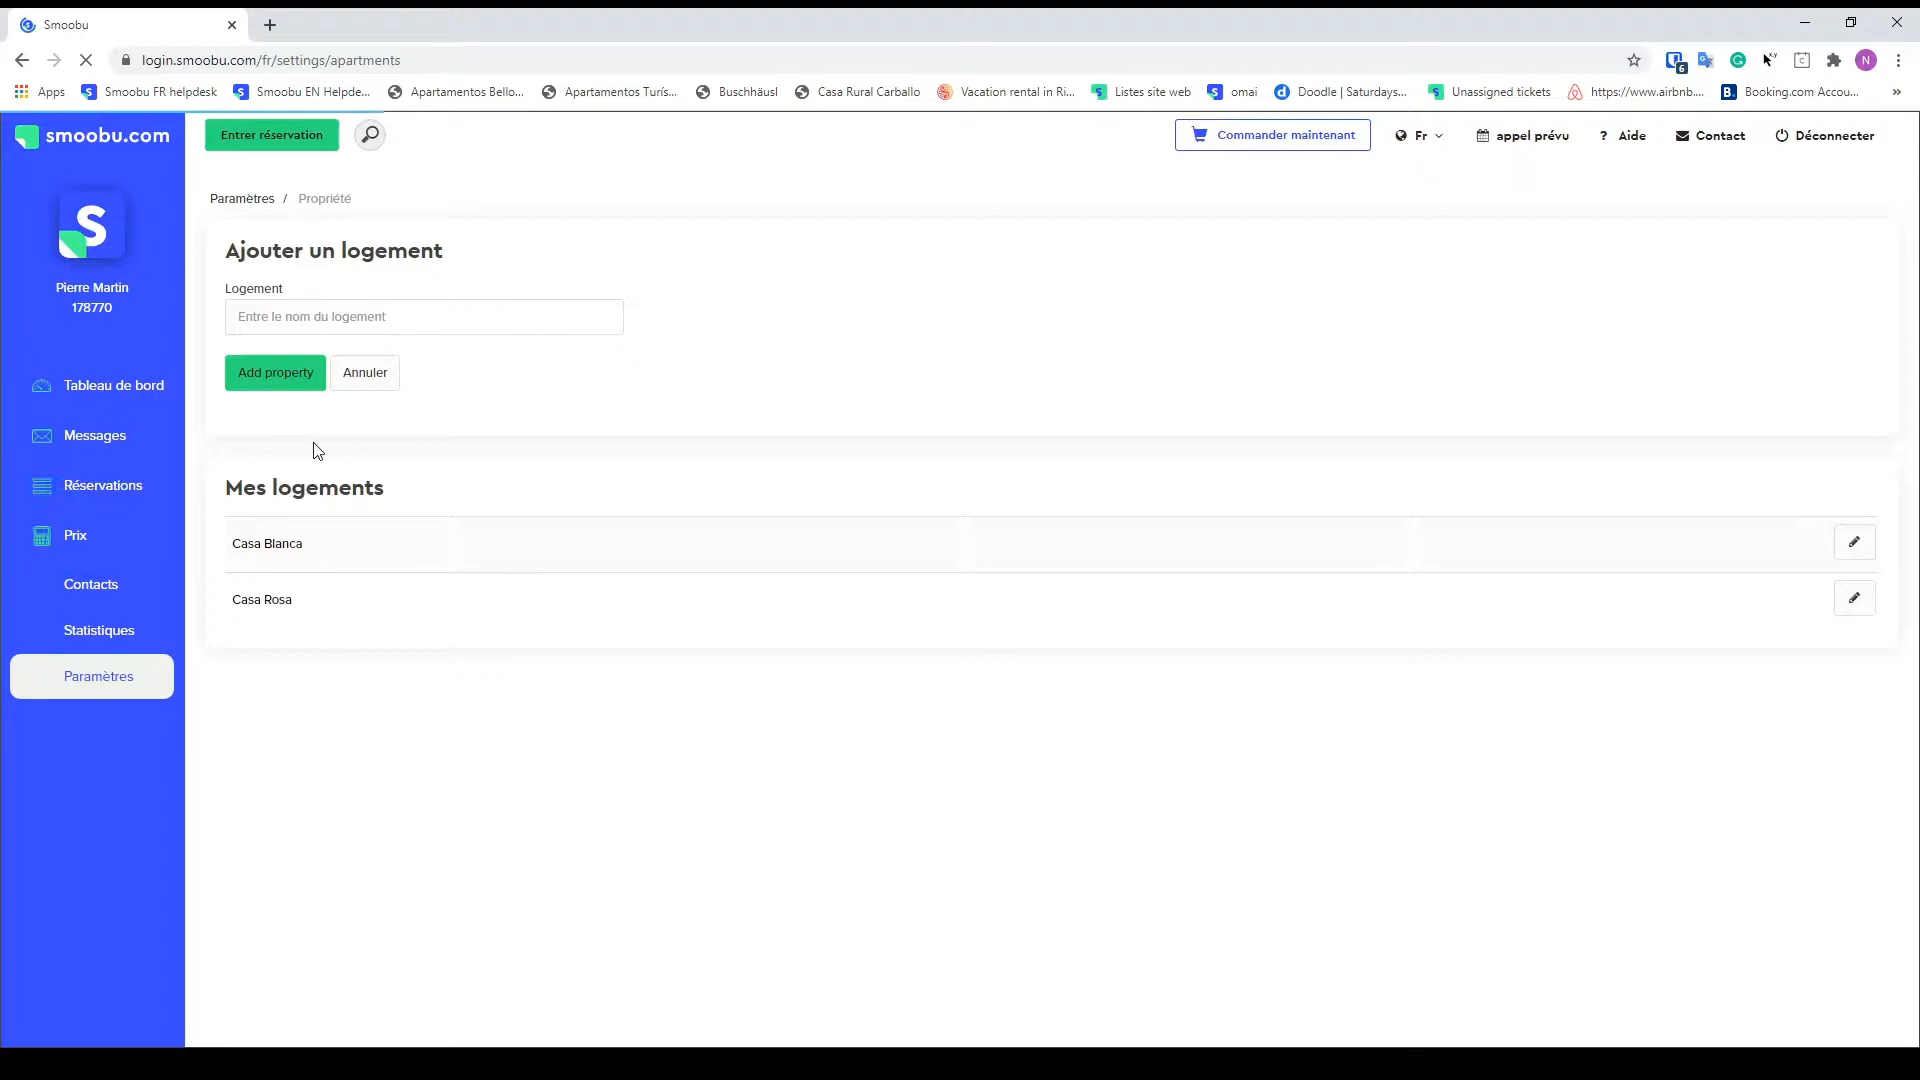 Smoobu
login.smoobu.com/fr/settings/apartments
6
N
Apps
Smoobu FR helpdesk
Smoobu EN Helpde...
Apartamentos Bello...
Apartamentos Turís...
Buschhäusl
Casa Rural Carballo
Vacation rental in Ri...
Listes site web
omai
Doodle | Saturdays...
Unassigned tickets
https://www.airbnb....
Booking.com Accou...
»
smoobu.com
Entrer réservation
Commander maintenant
Fr
appel prévu
? Aide
Contact
Déconnecter
Pierre Martin
178770
Tableau de bord
Messages
Réservations
Prix
Contacts
Statistiques
Paramètres
Paramètres / Propriété
Ajouter un logement
Logement
Entre le nom du logement
Add property
Annuler
Mes logements
Casa Blanca
Casa Rosa